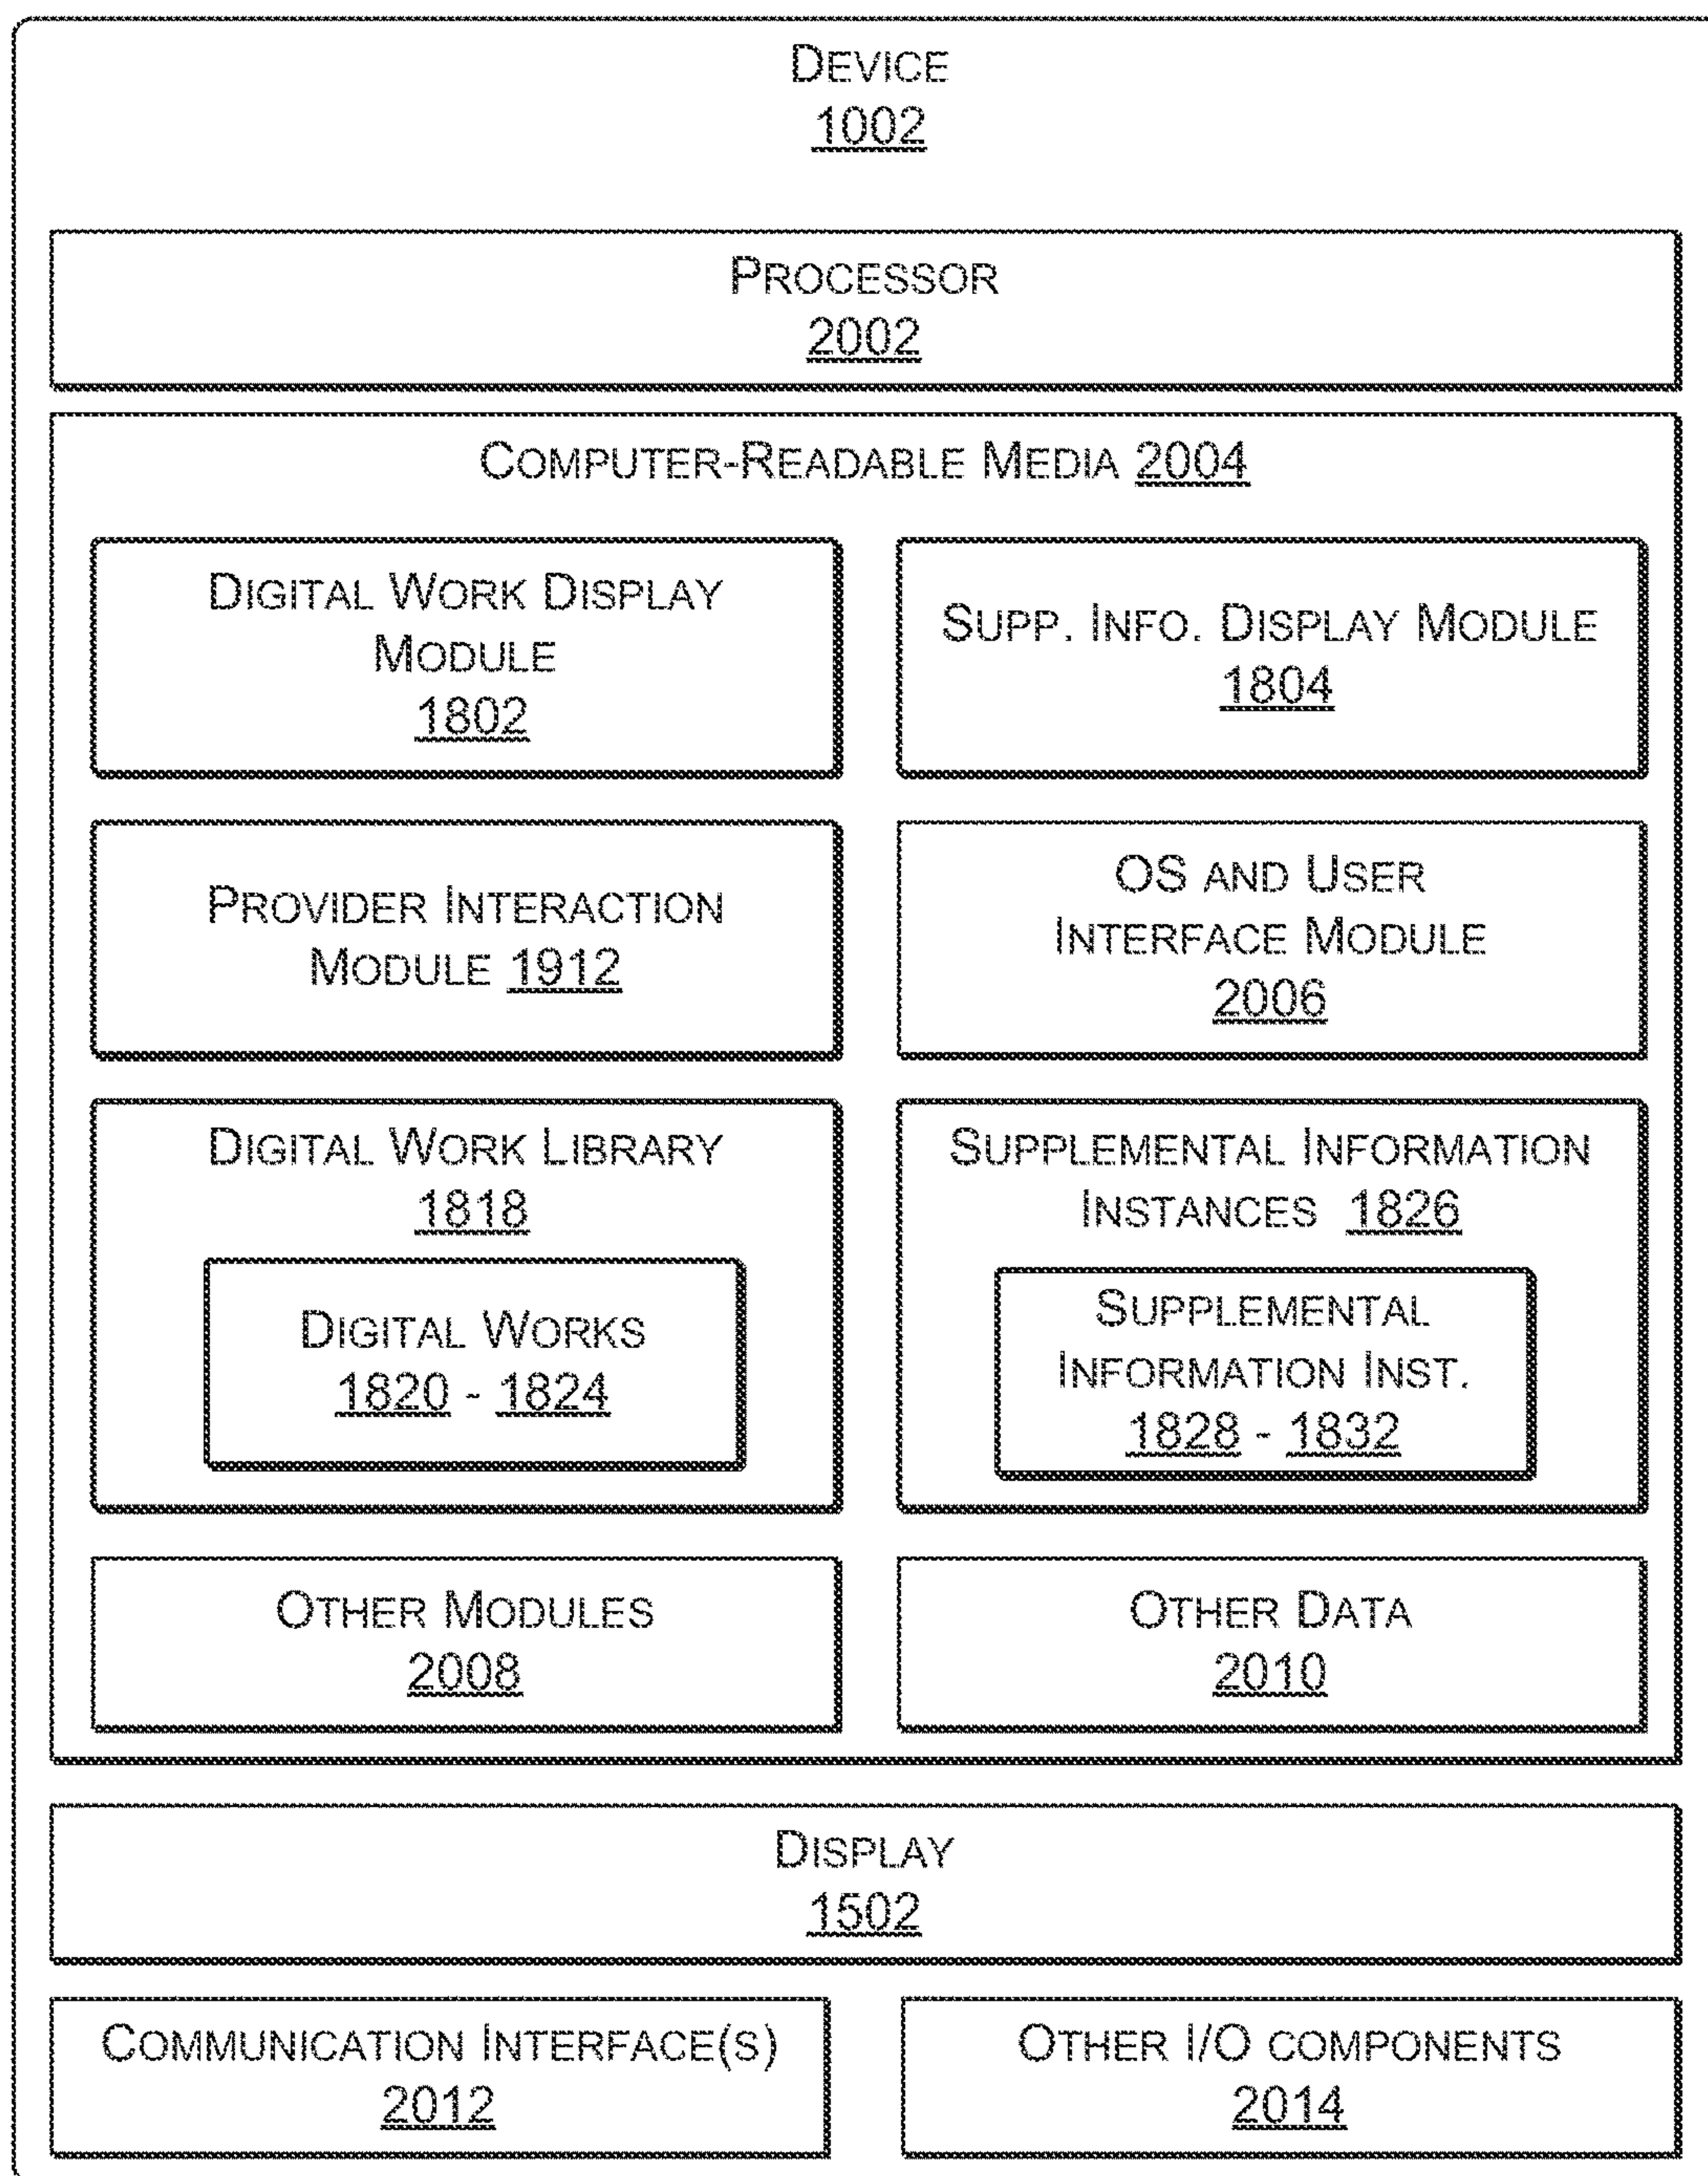 DEVICE
1002
PROCESSOR
2002
COMPUTER-READABLE MEDIA 2004
DIGITAL WORK DISPLAY
MODULE
1802
SUPP. INFO. DISPLAY MODULE
1804
PROVIDER INTERACTION
MODULE 1912
OS AND USER
INTERFACE MODULE
2006
DIGITAL WORK LIBRARY
1818
DIGITAL WORKS
1820 - 1824
SUPPLEMENTAL INFORMATION
INSTANCES 1826
SUPPLEMENTAL
INFORMATION INST.
1828 - 1832
OTHER MODULES
2008
OTHER DATA
2010
DISPLAY
1502
COMMUNICATION INTERFACE(S)
2012
OTHER I/O COMPONENTS
2014